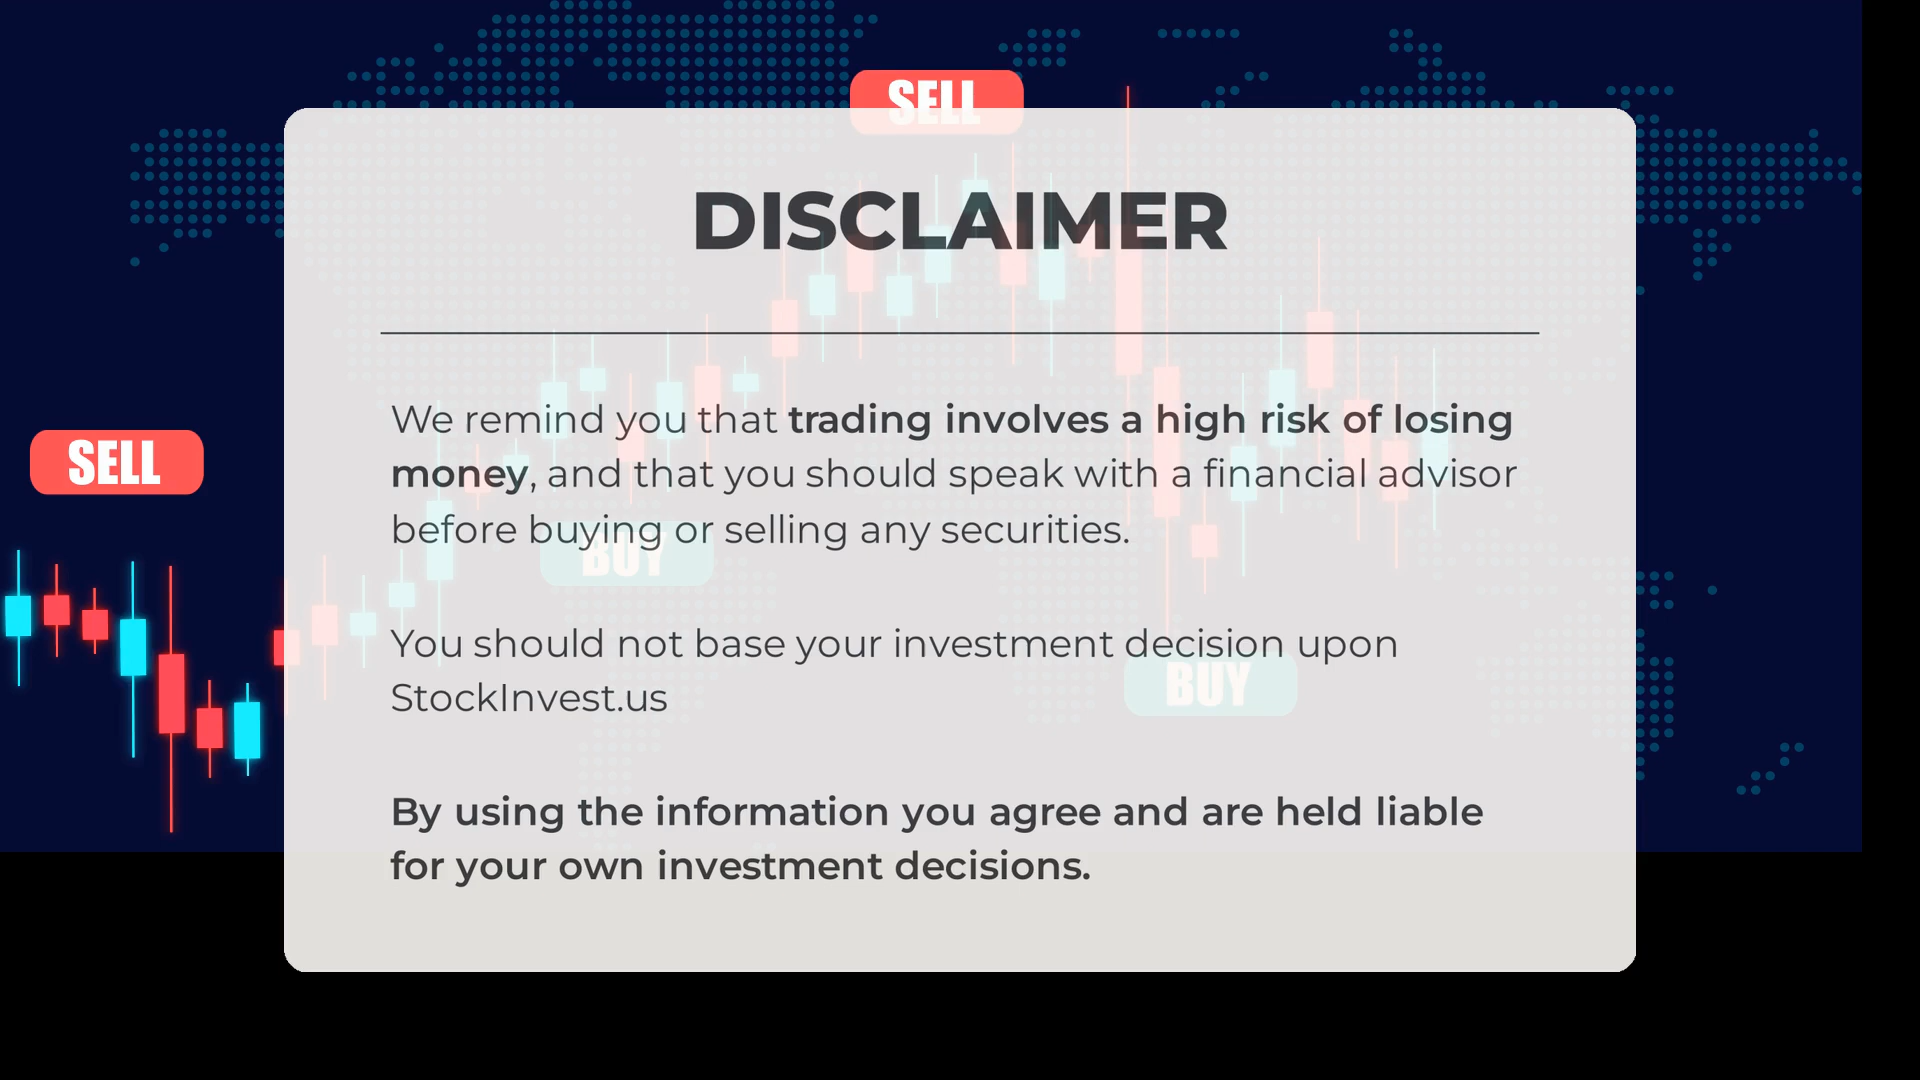 SELL
DISCLAIMER
We remind you that trading involves a high risk of losing
money, and that you should speak with a financial advisor
before buying or selling any securities.
SELL
BUY
You should not base your investment decision upon
StockInvest.us
BUY
By using the information you agree and are held liable
for your own investment decisions.